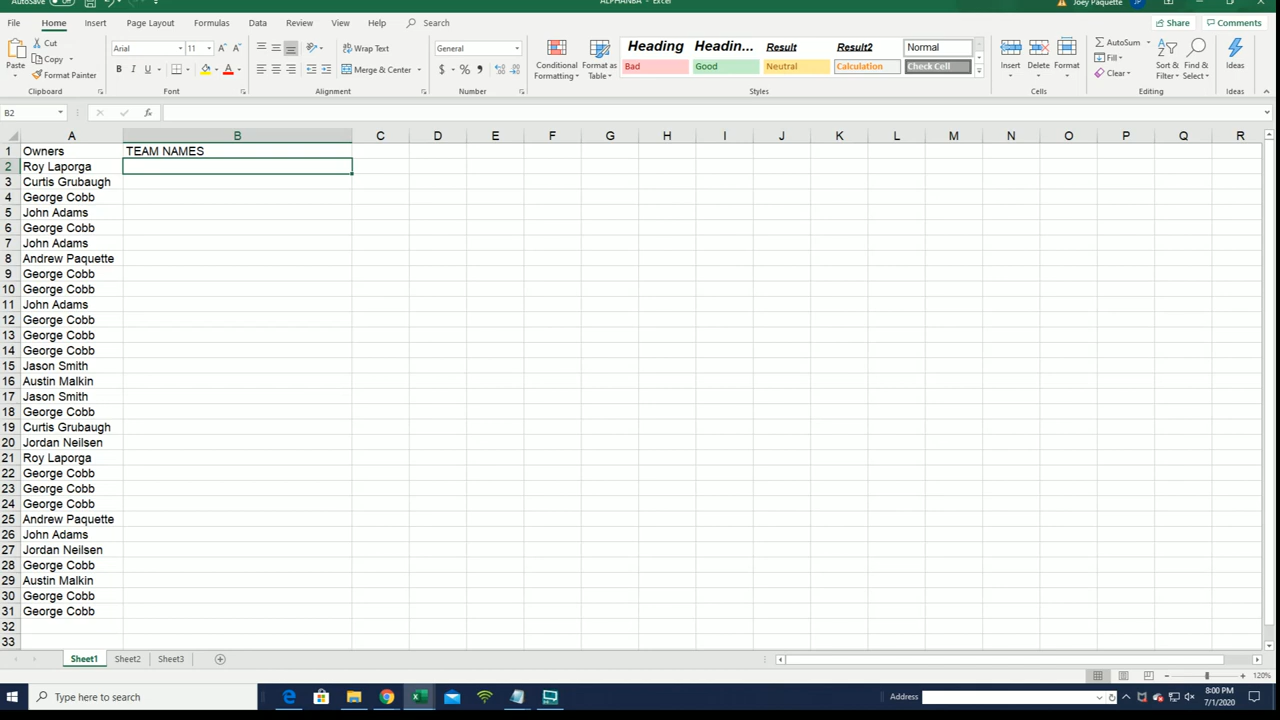 AutoSave Off ALPHANBA - Excel Joey Paquette JP
File Home Insert Page Layout Formulas Data Review View Help Search Share Comments
Paste Cut Copy Format Painter Clipboard
Arial 11 A A B I U A Font
Wrap Text Merge & Center Alignment
General $ % , Number
Conditional Formatting Format as Table
Heading Headin... Result Result2 Normal
Bad Good Neutral Calculation Check Cell
Styles
Insert Delete Format Cells
AutoSum Fill Clear Sort & Filter Find & Select Editing
Ideas Ideas
B2 fx
A B C D E F G H I J K L M N O P Q R
1 Owners TEAM NAMES
2 Roy Laporga
3 Curtis Grubaugh
4 George Cobb
5 John Adams
6 George Cobb
7 John Adams
8 Andrew Paquette
9 George Cobb
10 George Cobb
11 John Adams
12 George Cobb
13 George Cobb
14 George Cobb
15 Jason Smith
16 Austin Malkin
17 Jason Smith
18 George Cobb
19 Curtis Grubaugh
20 Jordan Neilsen
21 Roy Laporga
22 George Cobb
23 George Cobb
24 George Cobb
25 Andrew Paquette
26 John Adams
27 Jordan Neilsen
28 George Cobb
29 Austin Malkin
30 George Cobb
31 George Cobb
32
33
Sheet1 Sheet2 Sheet3
120%
Type here to search Address 8:00 PM
7/1/2020